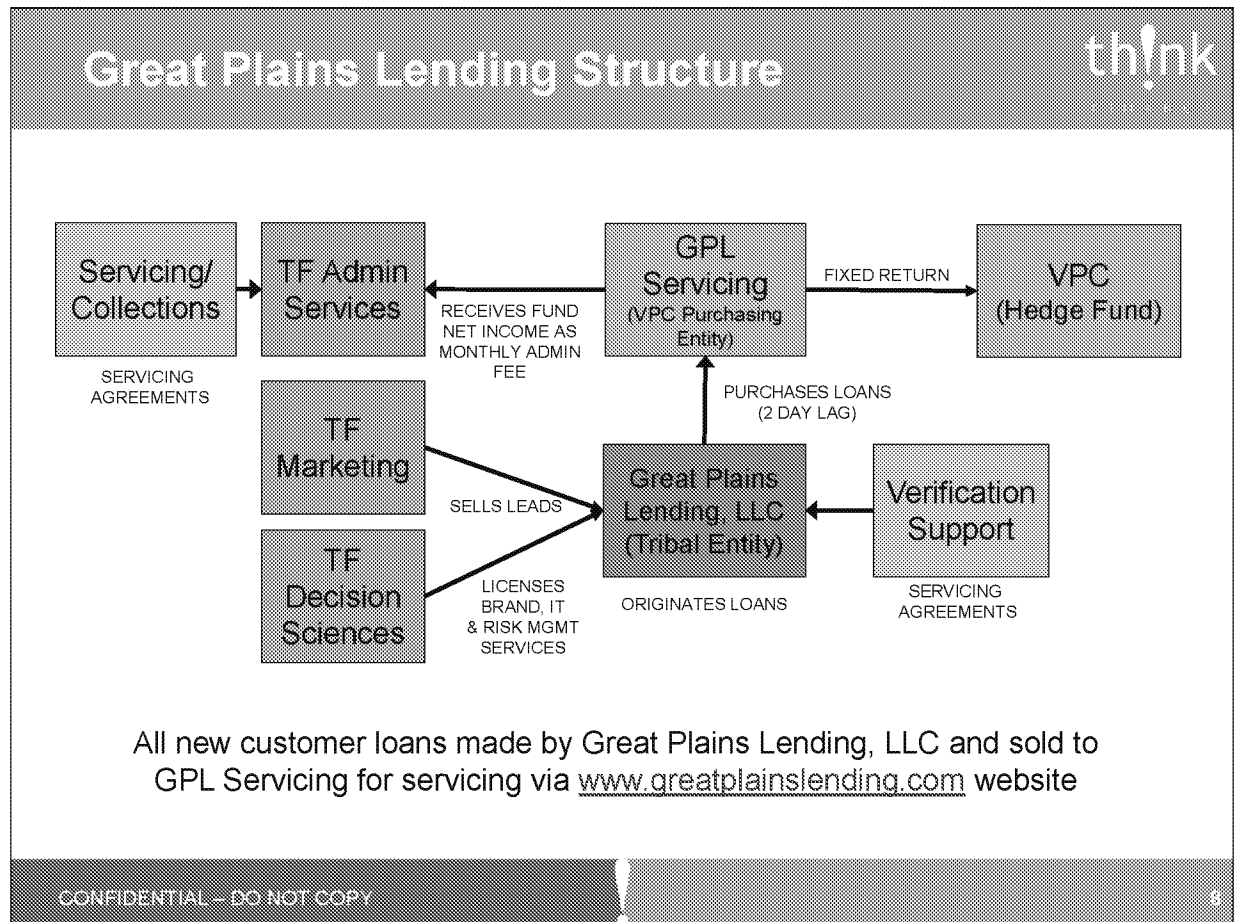 Great Plains Lending Structure
th!nk
Servicing/
Collections
SERVICING
AGREEMENTS
TF Admin
Services
RECEIVES FUND
NET INCOME AS
MONTHLY ADMIN
FEE
GPL
Servicing
(VPC Purchasing
Entity)
FIXED RETURN
VPC
(Hedge Fund)
PURCHASES LOANS
(2 DAY LAG)
TF
Marketing
SELLS LEADS
TF
Decision
Sciences
LICENSES
BRAND, IT
& RISK MGMT
SERVICES
Great Plains
Lending, LLC
(Tribal Entity)
ORIGINATES LOANS
Verification
Support
SERVICING
AGREEMENTS
All new customer loans made by Great Plains Lending, LLC and sold to
GPL Servicing for servicing via www.greatplainslending.com website
CONFIDENTIAL – DO NOT COPY